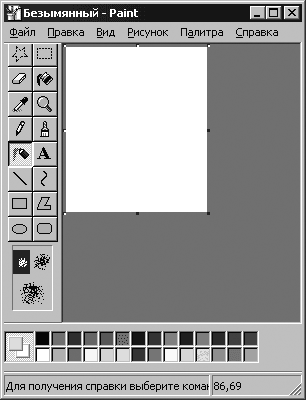 Безымянный - Paint
Файл Правка Вид Рисунок Палитра Справка
A
Для получения справки выберите кома
86,69